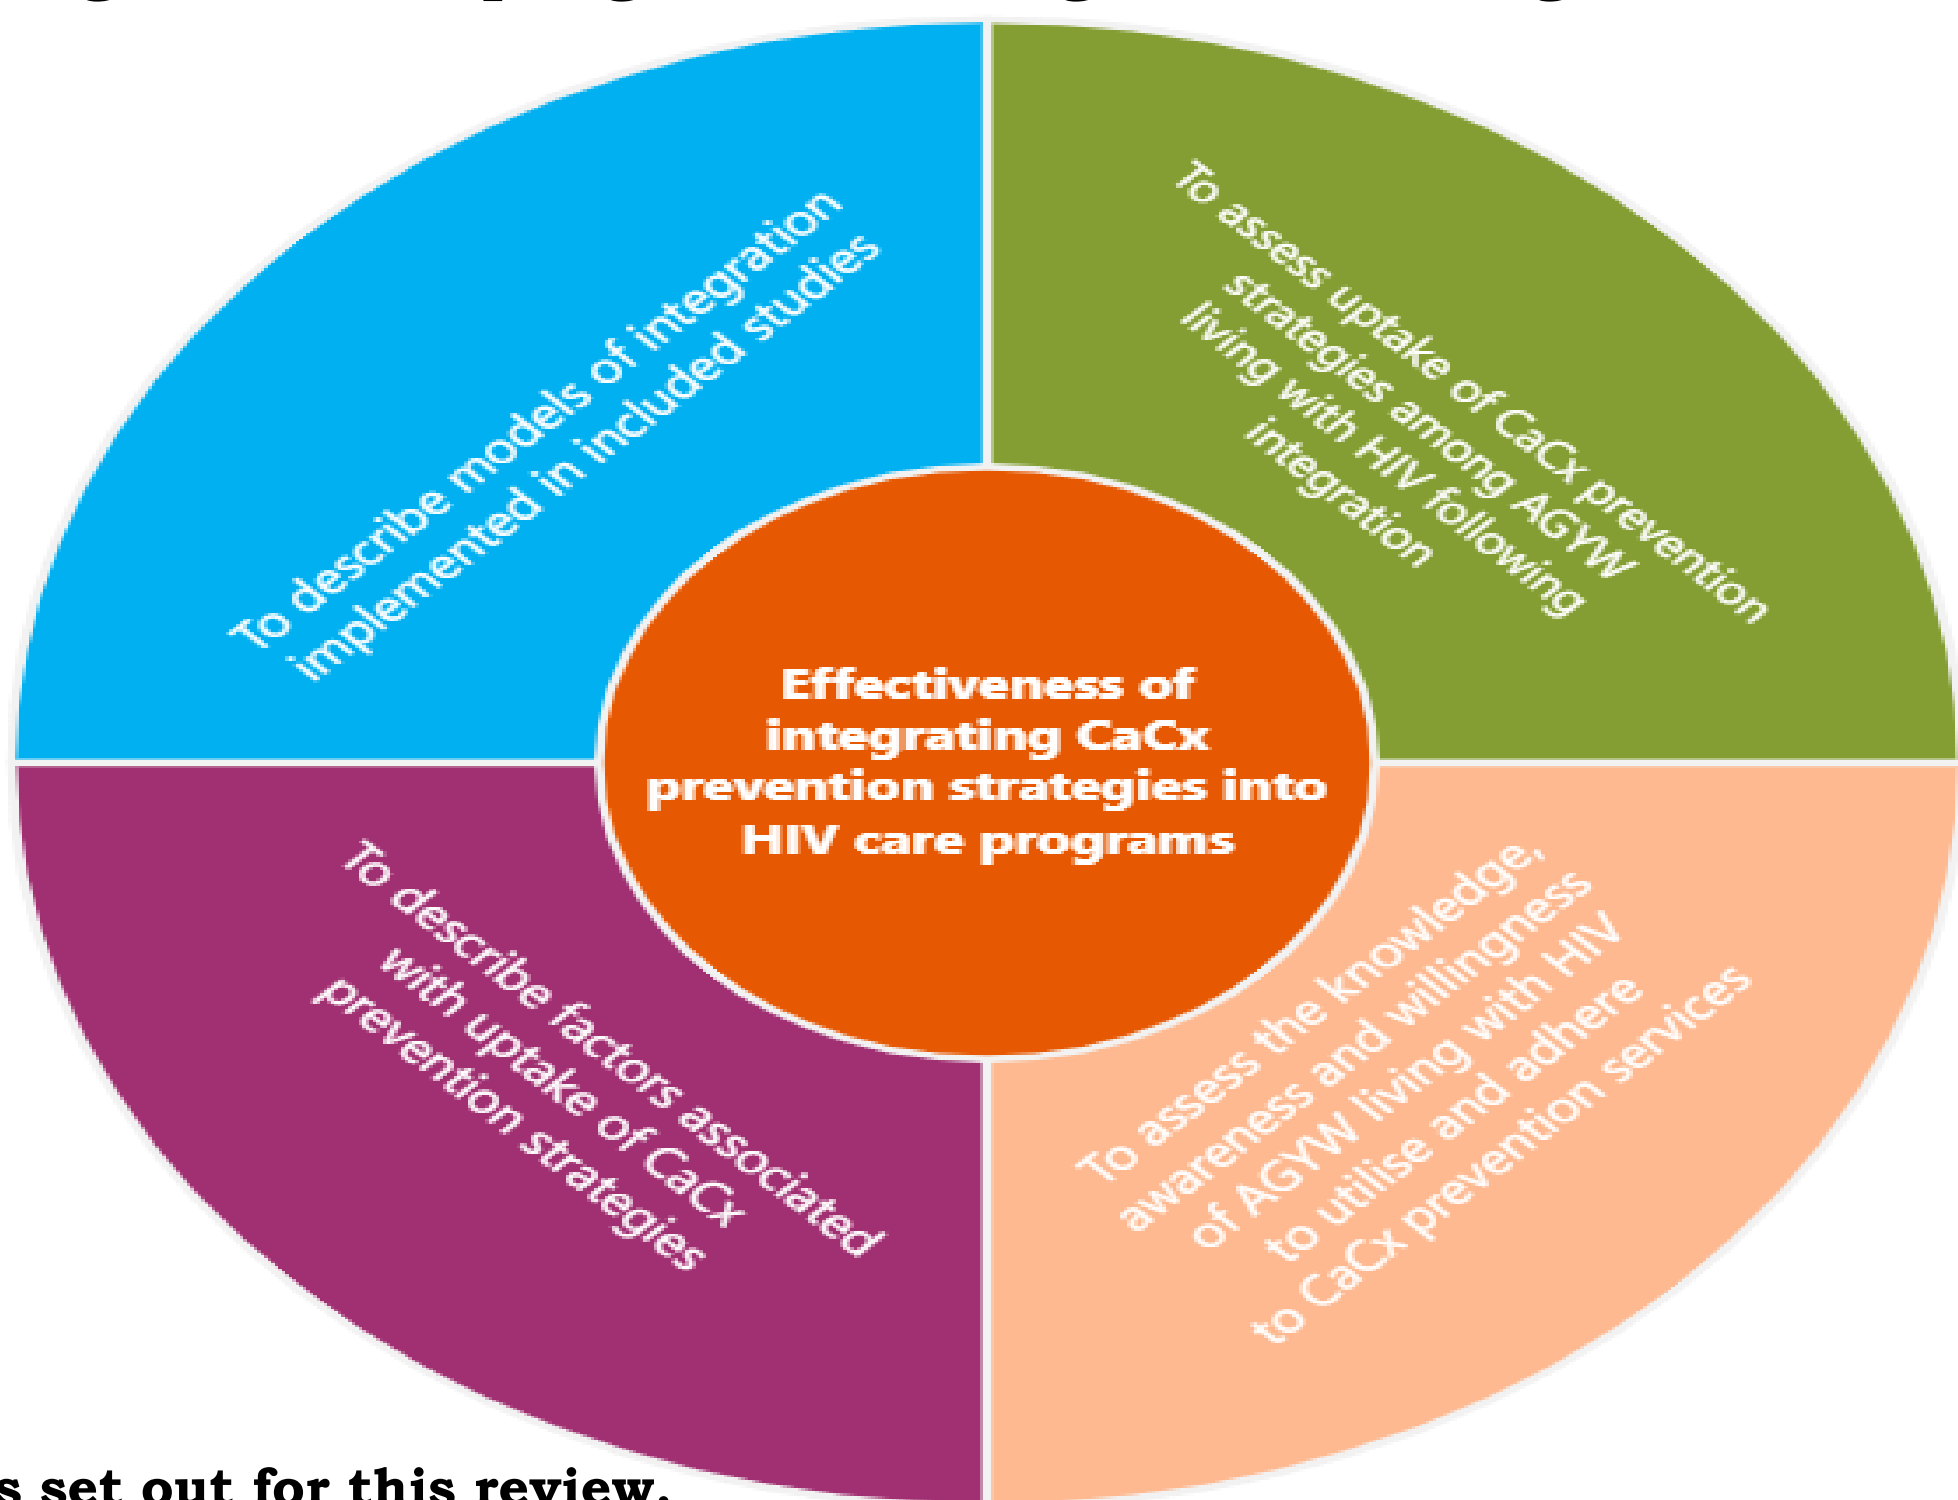 To describe models of integration
implemented in included studies
To assess uptake of CaCx prevention
strategies among AGYW
living with HIV following
integration
Effectiveness of
integrating CaCx
prevention strategies into
HIV care programs
To describe factors associated
with uptake of CaCx
prevention strategies
To assess the knowledge,
awareness and willingness
of AGYW living with HIV
to utilise and adhere
to CaCx prevention services
s set out for this review.